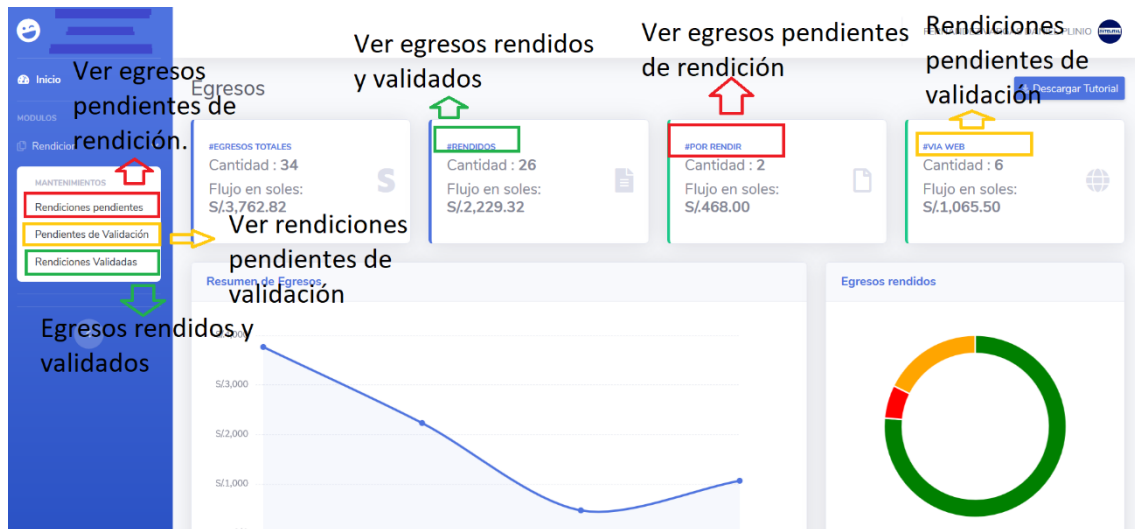 Inicio
MODULOS
Rendicion
MANTENIMIENTOS
Rendiciones pendientes
Pendientes de Validación
Rendiciones Validadas
Ver egresos
pendientes de
rendición.
Ver rendiciones
pendientes de
validación
Egresos rendidos y
validados
Ver egresos rendidos
y validados
Ver egresos pendientes
de rendición
Rendiciones
pendientes de
validación
PLINIO
Egresos
Descargar Tutorial
#EGRESOS TOTALES
Cantidad : 34
Flujo en soles:
S/.3,762.82
S
#RENDIDOS
Cantidad : 26
Flujo en soles:
S/.2,229.32
#POR RENDIR
Cantidad : 2
Flujo en soles:
S/.468.00
#VIA WEB
Cantidad : 6
Flujo en soles:
S/.1,065.50
Resumen de Egresos
S/.3,000
S/.2,000
S/.1,000
Egresos rendidos